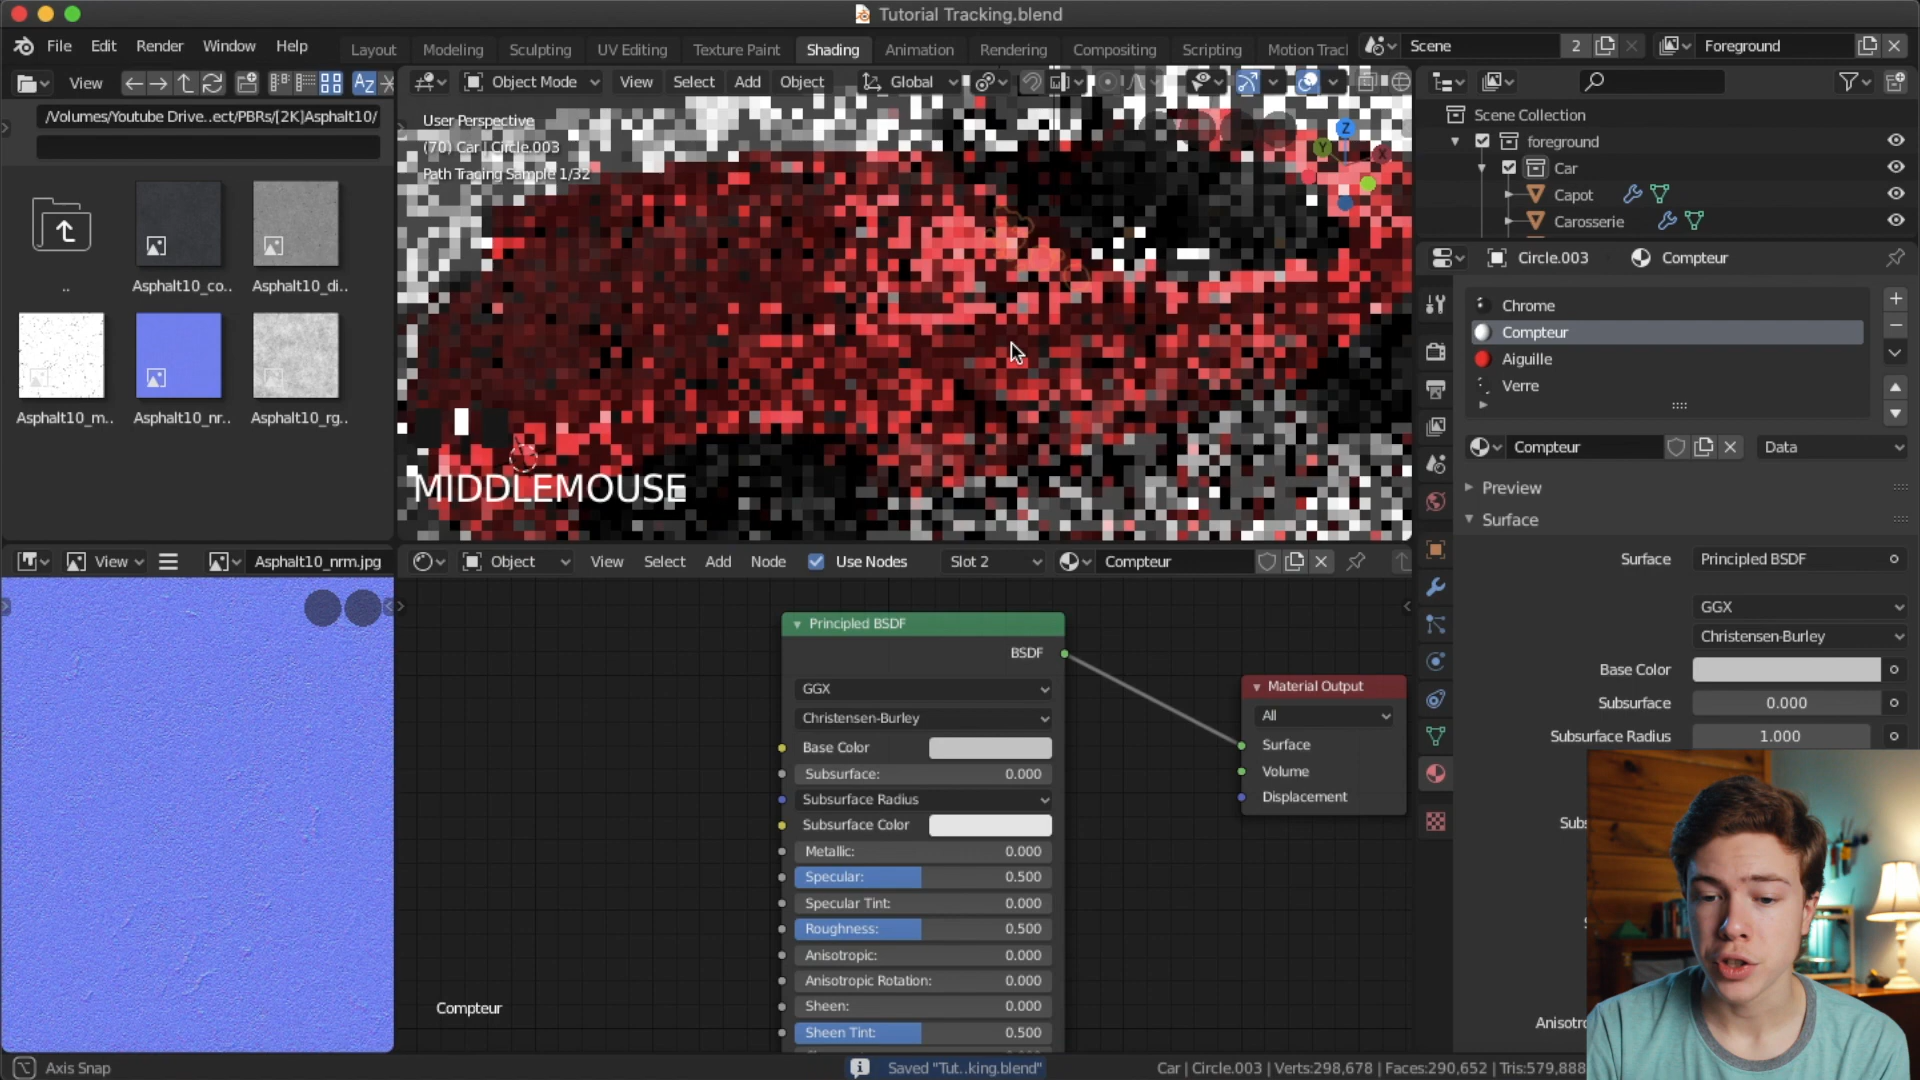 Tutorial Tracking.blend
File Edit Render Window Help
Layout Modeling Sculpting UV Editing Texture Paint Shading Animation Rendering Compositing Scripting Motion Tracl
Scene 2 Foreground
View
Object Mode View Select Add Object Global
/Volumes/Youtube Drive..ect/PBRs/[2K]Asphalt10/
User Perspective
(70) Car | Circle.003
Path Tracing Sample 1/32
Z
Y
X
Scene Collection
foreground
Car
Capot
Carosserie
..
Asphalt10_co..
Asphalt10_di..
Asphalt10_m..
Asphalt10_nr..
Asphalt10_rg..
MIDDLEMOUSE
Circle.003 Compteur
Chrome
Compteur
Aiguille
Verre
Compteur Data
Preview
Surface
Surface Principled BSDF
GGX
Christensen-Burley
Base Color
Subsurface 0.000
Subsurface Radius 1.000
Subs
Anisotro
View Asphalt10_nrm.jpg
Object View Select Add Node Use Nodes Slot 2 Compteur
Principled BSDF
BSDF
GGX
Christensen-Burley
Base Color
Subsurface: 0.000
Subsurface Radius
Subsurface Color
Metallic: 0.000
Specular: 0.500
Specular Tint: 0.000
Roughness: 0.500
Anisotropic: 0.000
Anisotropic Rotation: 0.000
Sheen: 0.000
Sheen Tint: 0.500
Material Output
All
Surface
Volume
Displacement
Compteur
Axis Snap
Saved "Tut..king.blend"
Car | Circle.003 | Verts:298,678 | Faces:290,652 | Tris:579,888